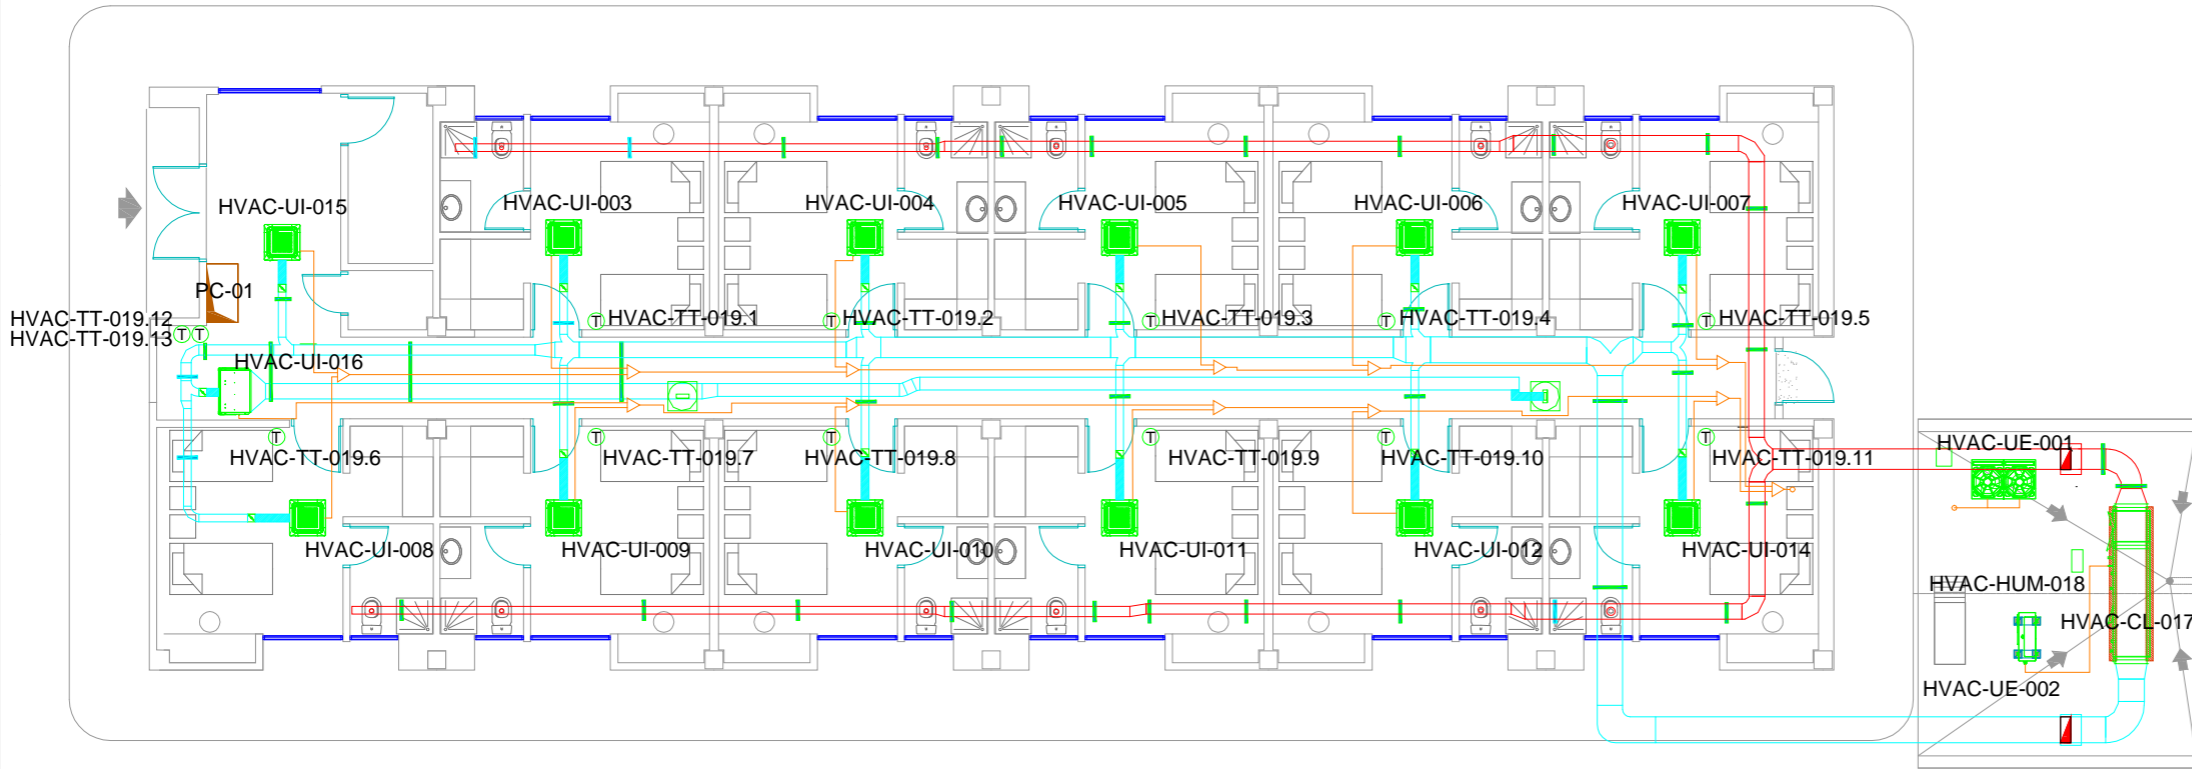 HVAC-UI-015
HVAC-UI-003
HVAC-UI-004
HVAC-UI-005
HVAC-UI-006
HVAC-UI-007
PC-01
HVAC-TT-019.12
HVAC-TT-019.13
T
T
T
HVAC-TT-019.1
T
HVAC-TT-019.2
T
HVAC-TT-019.3
T
HVAC-TT-019.4
T
HVAC-TT-019.5
HVAC-UI-016
T
T
T
T
T
T
HVAC-TT-019.6
HVAC-TT-019.7
HVAC-TT-019.8
HVAC-TT-019.9
HVAC-TT-019.10
HVAC-TT-019.11
HVAC-UE-001
HVAC-UI-008
HVAC-UI-009
HVAC-UI-010
HVAC-UI-011
HVAC-UI-012
HVAC-UI-014
HVAC-HUM-018
HVAC-CL-017
HVAC-UE-002